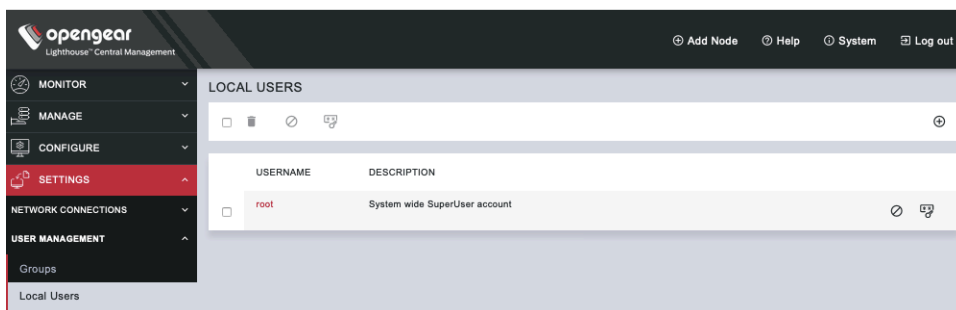 opengear
Lighthouse™ Central Management
Add Node Help System Log out
MONITOR
MANAGE
CONFIGURE
SETTINGS
NETWORK CONNECTIONS
USER MANAGEMENT
Groups
Local Users
LOCAL USERS
USERNAME DESCRIPTION
root System wide SuperUser account